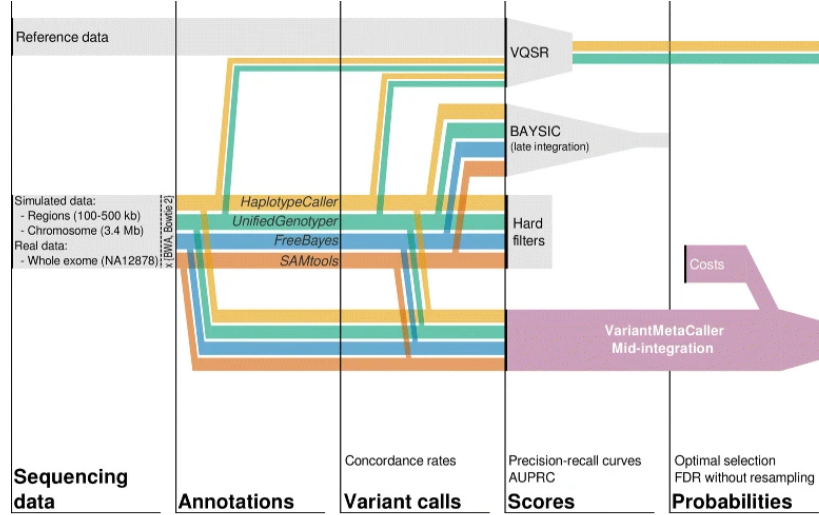 Reference data
VQSR
BAYSIC
(late integration)
Simulated data:
- Regions (100-500 kb)
- Chromosome (3.4 Mb)
Real data:
- Whole exome (NA12878)
x {BWA, Bowtie 2}
HaplotypeCaller
UnifiedGenotyper
FreeBayes
SAMtools
Hard
filters
Costs
VariantMetaCaller
Mid-integration
Sequencing
data
Annotations
Concordance rates
Variant calls
Precision-recall curves
AUPRC
Scores
Optimal selection
FDR without resampling
Probabilities